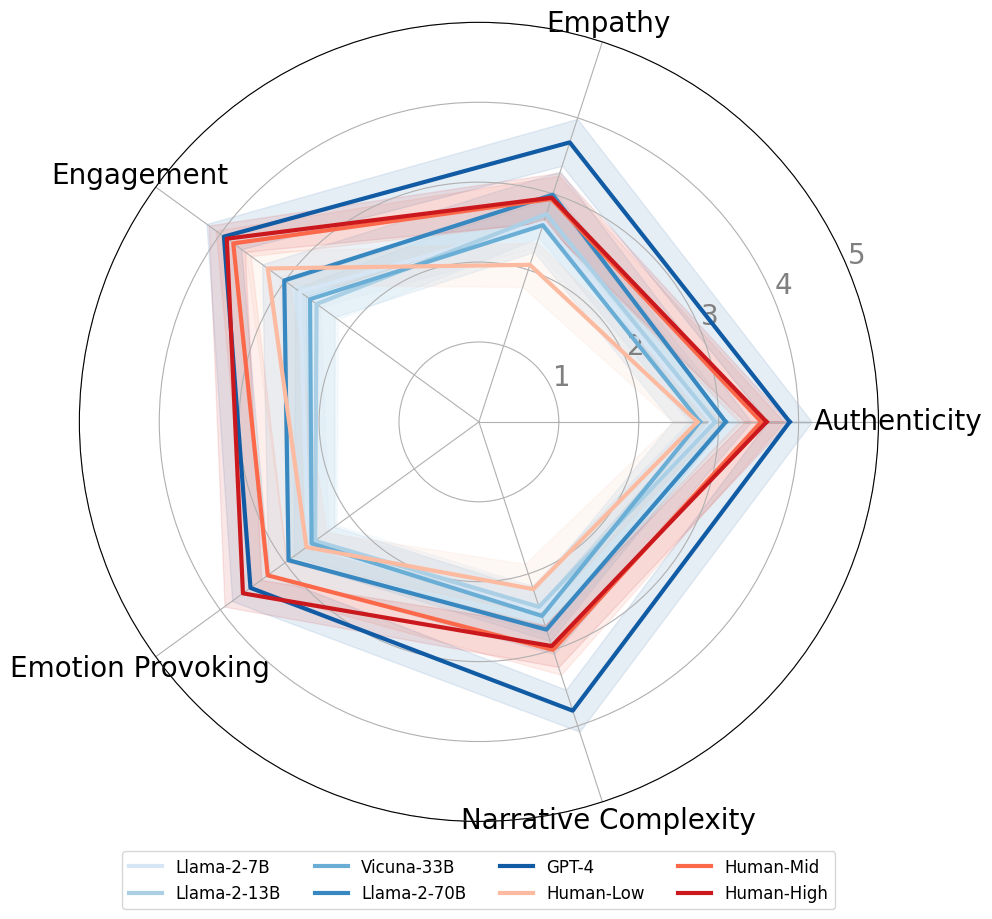 Empathy
Engagement
5
4
3
2
1
Authenticity
Emotion Provoking
Narrative Complexity
Llama-2-7B Vicuna-33B GPT-4 Human-Mid
Llama-2-13B Llama-2-70B Human-Low Human-High